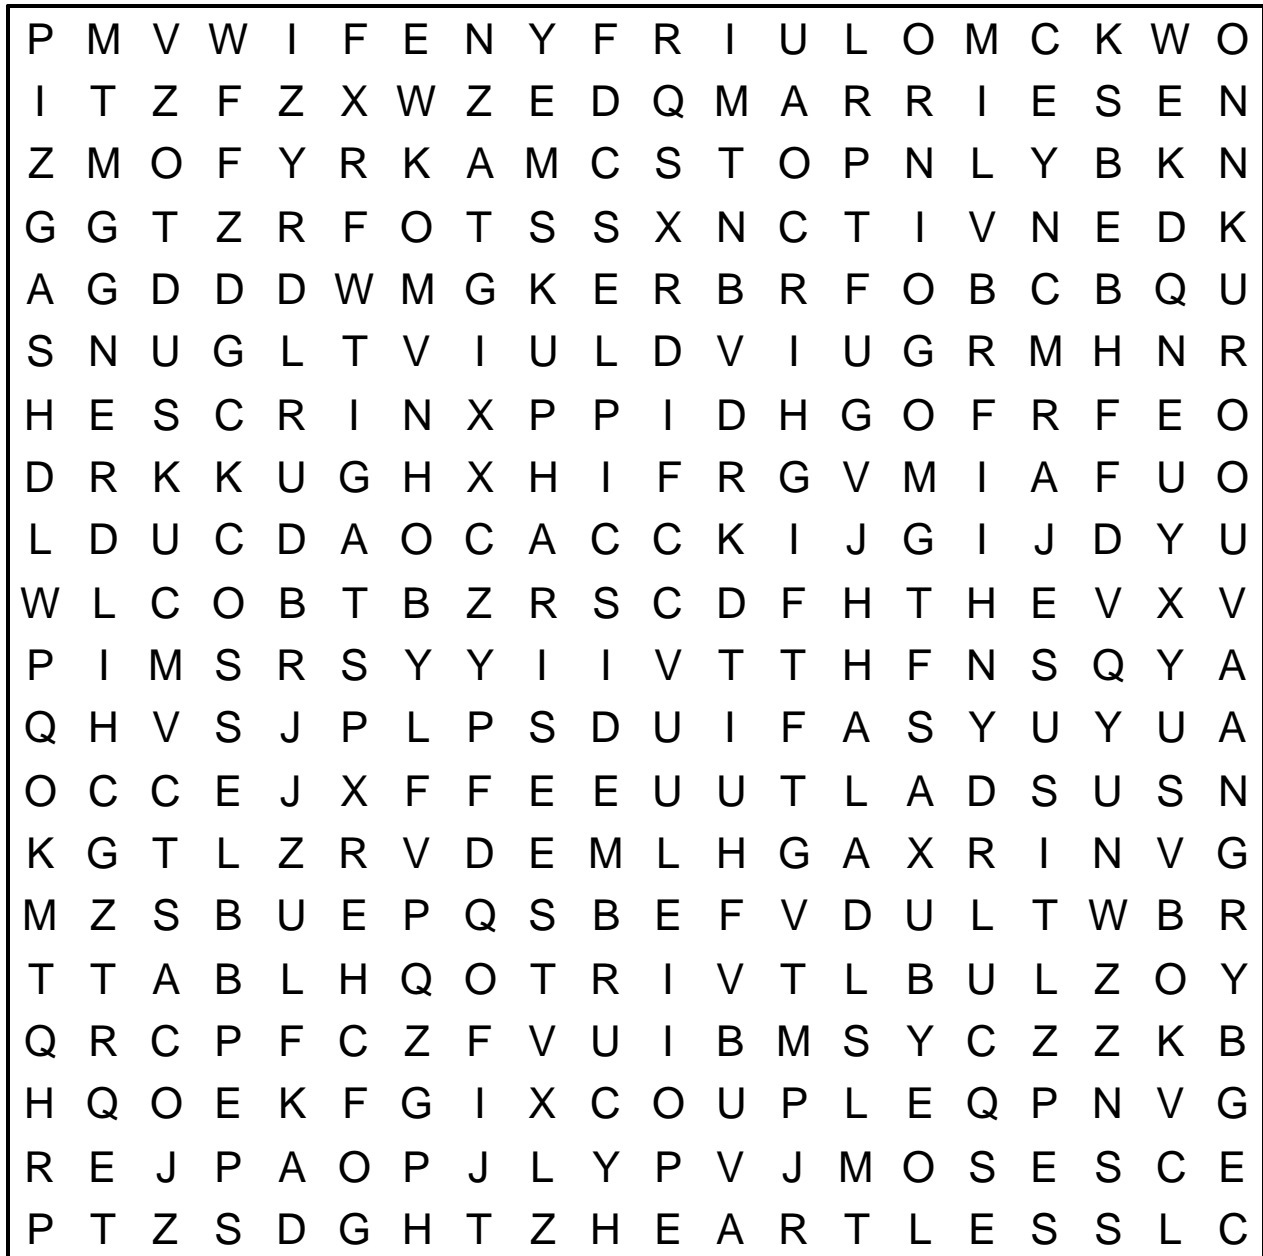 P M V W I F E N Y F R I U L O M C K W O
I T Z F Z X W Z E D Q M A R R I E S E N
Z M O F Y R K A M C S T O P N L Y B K N
G G T Z R F O T S S X N C T I V N E D K
A G D D D W M G K E R B R F O B C B Q U
S N U G L T V I U L D V I U G R M H N R
H E S C R I N X P P I D H G O F R F E O
D R K K U G H X H I F R G V M I A F U O
L D U C D A O C A C C K I J G I J D Y U
W L C O B T B Z R S C D F H T H E V X V
P I M S R S Y Y I I V T T H F N S Q Y A
Q H V S J P L P S D U I F A S Y U Y U A
O C C E J X F F E E U U T L A D S U S N
K G T L Z R V D E M L H G A X R I N V G
M Z S B U E P Q S B E F V D U L T W B R
T T A B L H Q O T R I V T L B U L Z O Y
Q R C P F C Z F V U I B M S Y C Z Z K B
H Q O E K F G I X C O U P L E Q P N V G
R E J P A O P J L Y P V J M O S E S C E
P T Z S D G H T Z H E A R T L E S S L C